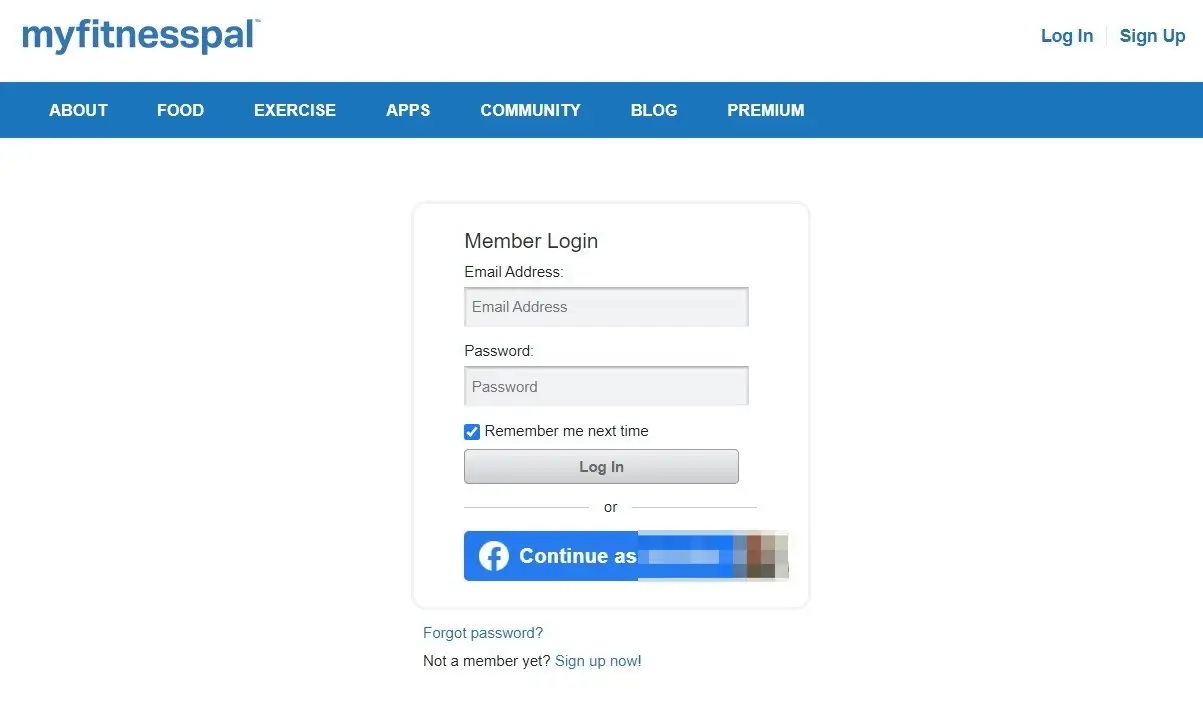 myfitnesspal™
Log In Sign Up
ABOUT FOOD EXERCISE APPS COMMUNITY BLOG PREMIUM
Member Login
Email Address:
Email Address
Password:
Password
Remember me next time
Log In
or
Continue as
Forgot password?
Not a member yet? Sign up now!